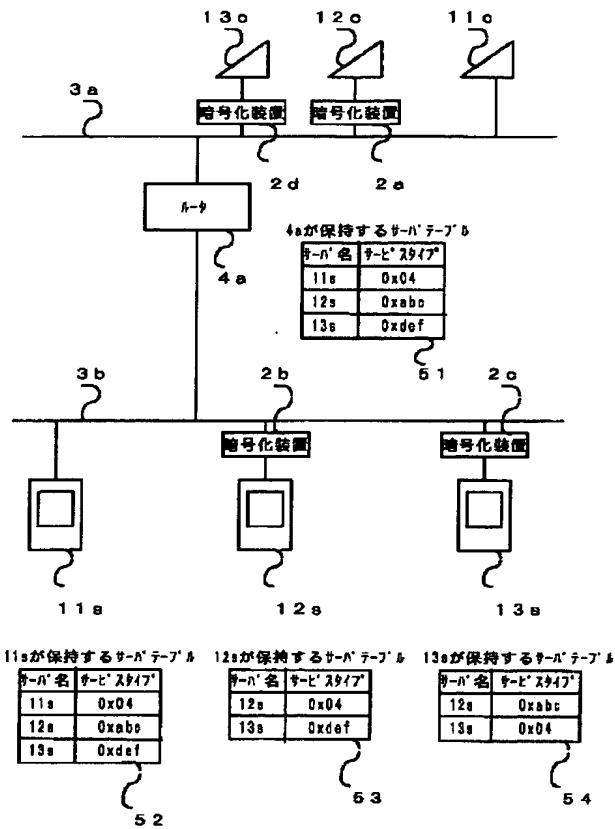 13c 12c 11c
3a
暗号化装置 暗号化装置
2d 2a
ルータ
4a
4aが保持するサーバテーブル
サーバ名 サービスタイプ
11s 0x04
12s 0xabc
13s 0xdef
51
3b 2b 2c
暗号化装置 暗号化装置
11s 12s 13s
11sが保持するサーバテーブル
サーバ名 サービスタイプ
11s 0x04
12s 0xabc
13s 0xdef
52
12sが保持するサーバテーブル
サーバ名 サービスタイプ
12s 0x04
13s 0xdef
53
13sが保持するサーバテーブル
サーバ名 サービスタイプ
12s 0xabc
13s 0x04
54